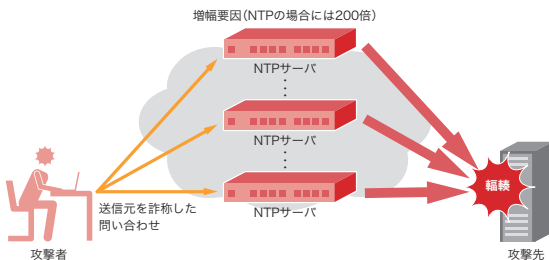 増幅要因(NTPの場合には200倍)
NTPサーバ
NTPサーバ
NTPサーバ
輻輳
送信元を詐称した
問い合わせ
攻撃者
攻撃先